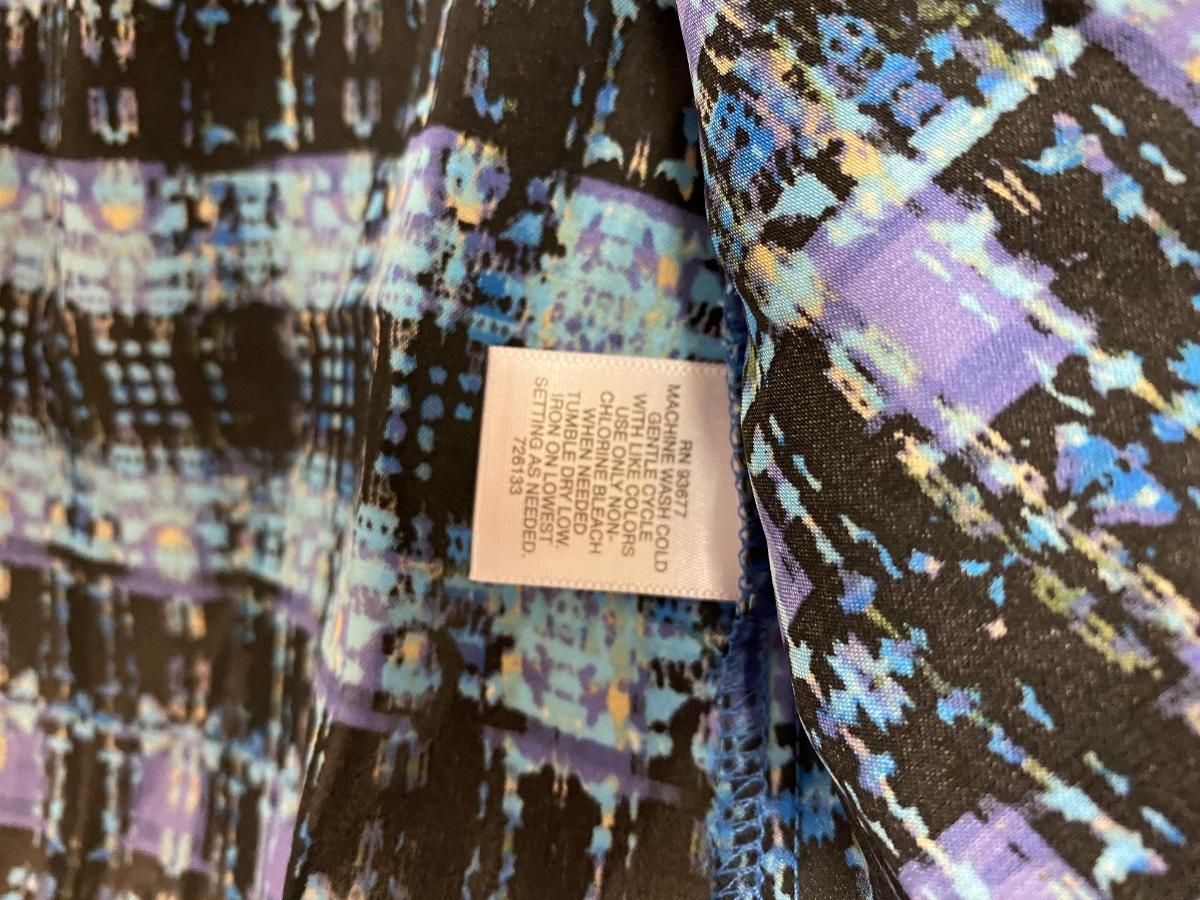 RN 93677
MACHINE WASH COLD
GENTLE CYCLE
WITH LIKE COLORS
USE ONLY NON-
CHLORINE BLEACH
WHEN NEEDED
TUMBLE DRY LOW.
IRON ON LOWEST
SETTING AS NEEDED.
726133